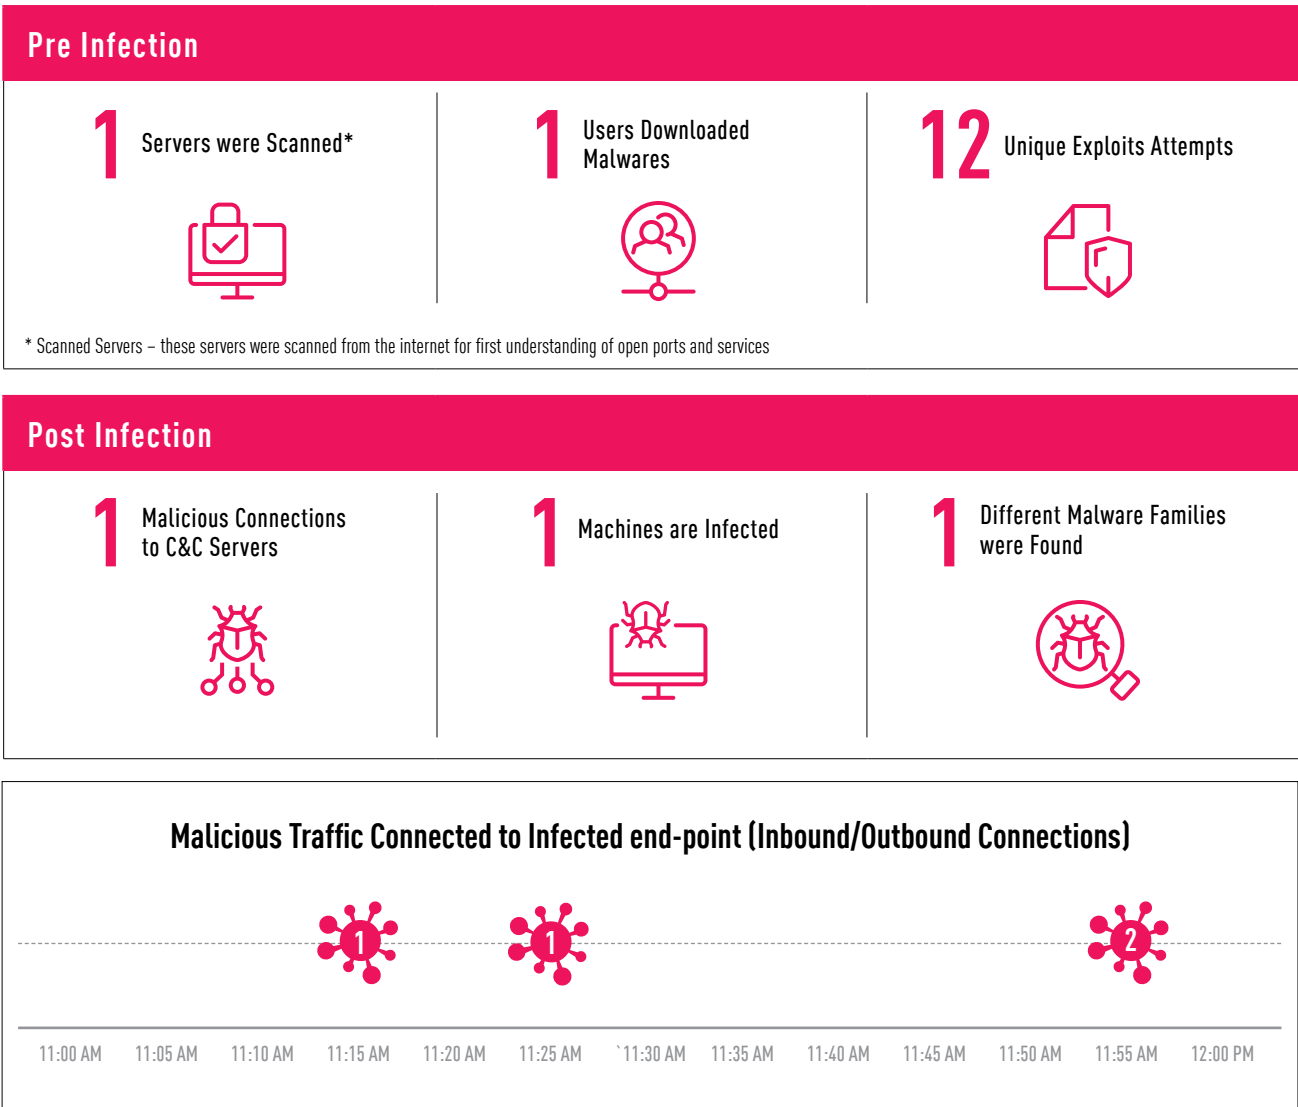 Pre Infection
1
Servers were Scanned*
1
Users Downloaded
Malwares
12
Unique Exploits Attempts
* Scanned Servers – these servers were scanned from the internet for first understanding of open ports and services
Post Infection
1
Malicious Connections
to C&C Servers
1
Machines are Infected
1
Different Malware Families
were Found
Malicious Traffic Connected to Infected end-point (Inbound/Outbound Connections)
1
1
2
11:00 AM 11:05 AM 11:10 AM 11:15 AM 11:20 AM 11:25 AM `11:30 AM 11:35 AM 11:40 AM 11:45 AM 11:50 AM 11:55 AM 12:00 PM